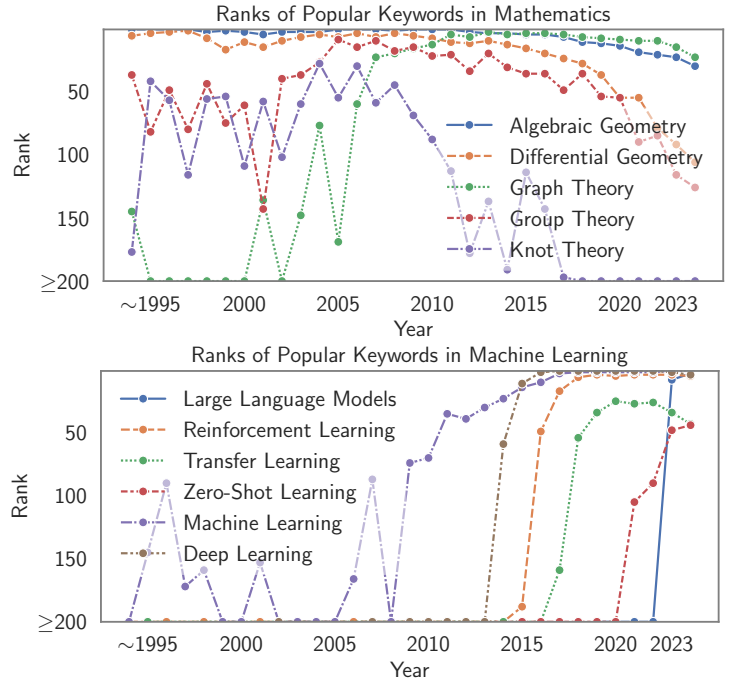 Ranks of Popular Keywords in Mathematics
50
100
150
≥200
Rank
Algebraic Geometry
Differential Geometry
Graph Theory
Group Theory
Knot Theory
~1995 2000 2005 2010 2015 2020 2023
Year
Ranks of Popular Keywords in Machine Learning
Large Language Models
Reinforcement Learning
Transfer Learning
Zero-Shot Learning
Machine Learning
Deep Learning
50
100
150
≥200
Rank
~1995 2000 2005 2010 2015 2020 2023
Year